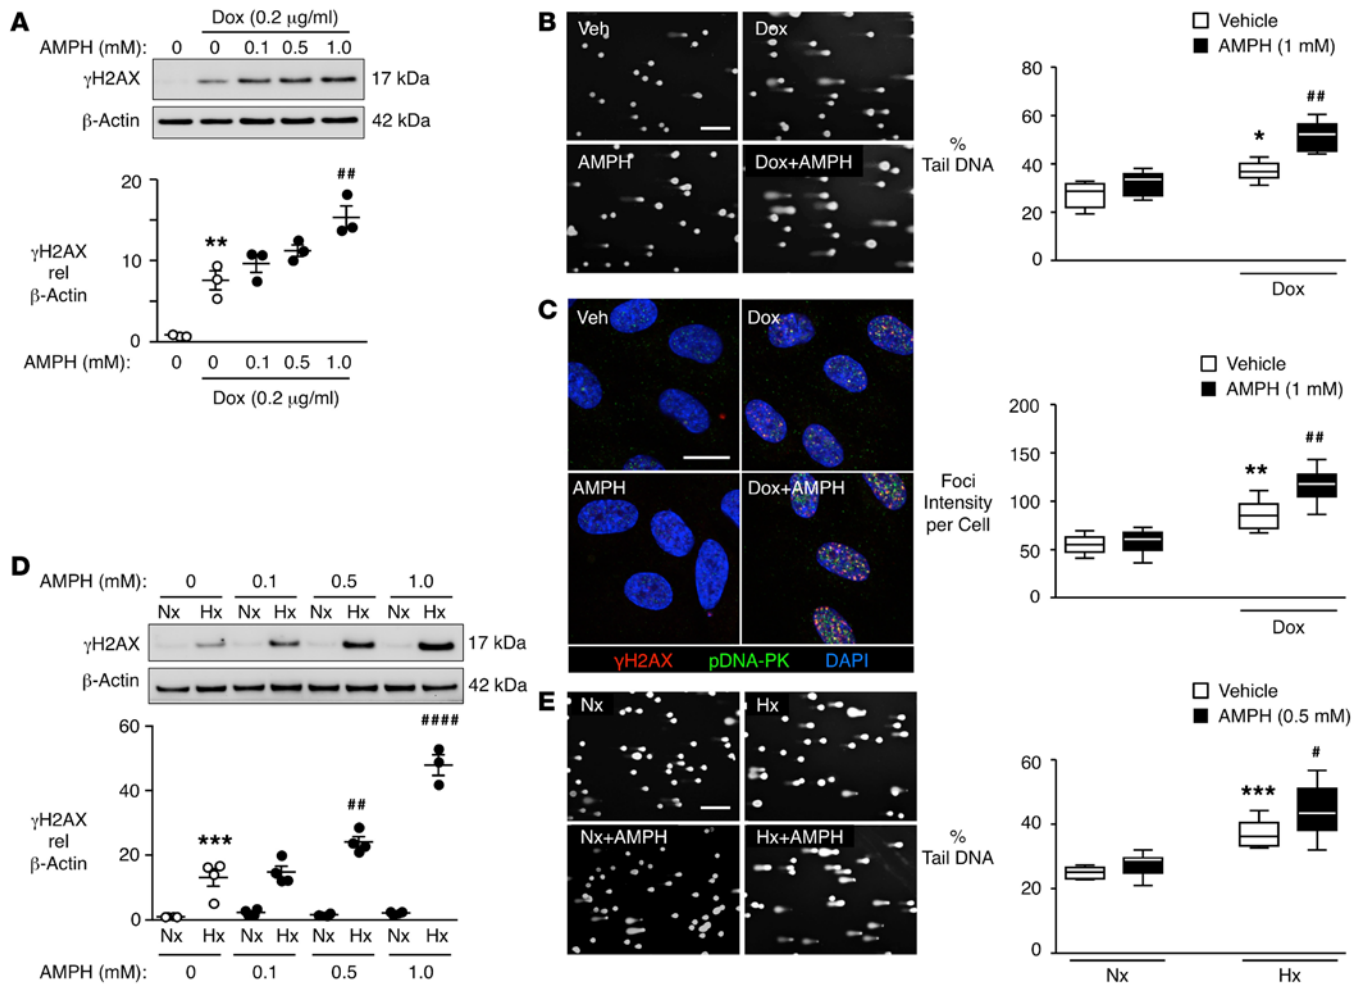 A
Dox (0.2 μg/ml)
AMPH (mM): 0 0 0.1 0.5 1.0
γH2AX 17 kDa
β-Actin 42 kDa
20
10
0
γH2AX
rel
β-Actin
**
##
AMPH (mM): 0 0 0.1 0.5 1.0
Dox (0.2 μg/ml)
B
Veh Dox
AMPH Dox+AMPH
Vehicle
AMPH (1 mM)
%
Tail DNA
80
60
40
20
0
*
##
Dox
C
Veh Dox
AMPH Dox+AMPH
γH2AX pDNA-PK DAPI
Vehicle
AMPH (1 mM)
Foci
Intensity
per Cell
200
150
100
50
0
**
##
Dox
D
AMPH (mM): 0 0.1 0.5 1.0
Nx Hx Nx Hx Nx Hx Nx Hx
γH2AX 17 kDa
β-Actin 42 kDa
60
40
20
0
γH2AX
rel
β-Actin
***
##
####
Nx Hx Nx Hx Nx Hx Nx Hx
AMPH (mM): 0 0.1 0.5 1.0
E
Nx Hx
Nx+AMPH Hx+AMPH
Vehicle
AMPH (0.5 mM)
%
Tail DNA
60
40
20
0
***
#
Nx Hx